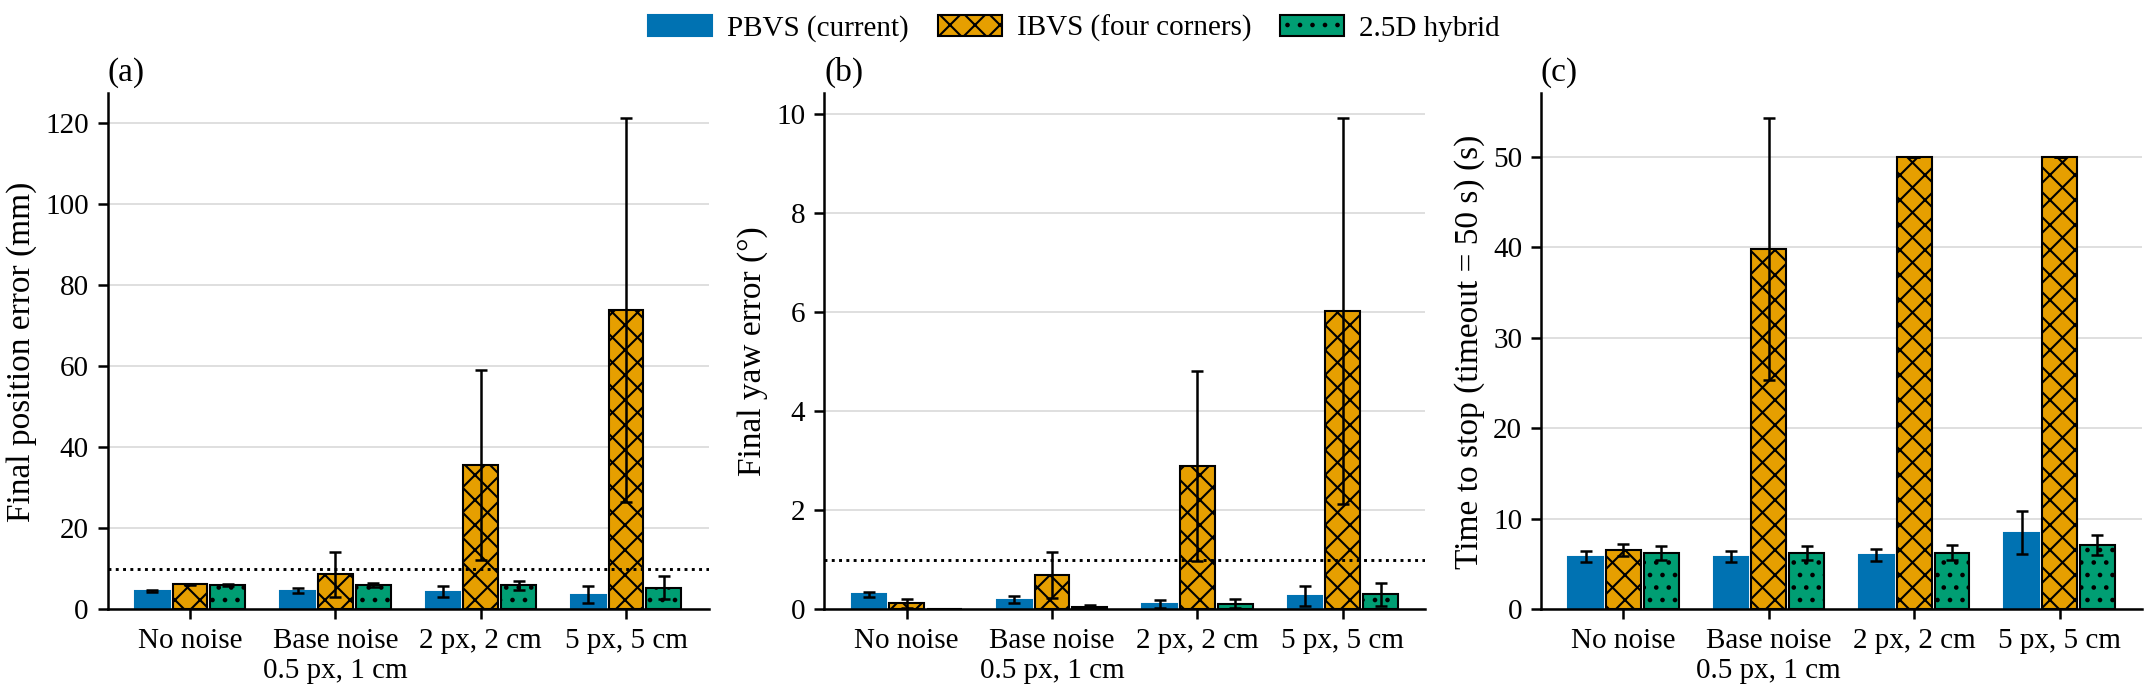 PBVS (current) IBVS (four corners) 2.5D hybrid
(a)
Final position error (mm)
120
100
80
60
40
20
0
No noise Base noise 2 px, 2 cm 5 px, 5 cm
0.5 px, 1 cm
(b)
Final yaw error (°)
10
8
6
4
2
0
No noise Base noise 2 px, 2 cm 5 px, 5 cm
0.5 px, 1 cm
(c)
Time to stop (timeout = 50 s) (s)
50
40
30
20
10
0
No noise Base noise 2 px, 2 cm 5 px, 5 cm
0.5 px, 1 cm